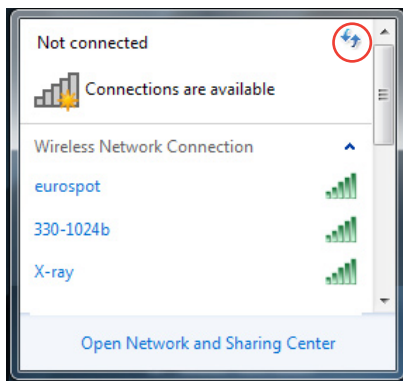 Not connected
Connections are available
Wireless Network Connection
eurospot
330-1024b
X-ray
Open Network and Sharing Center